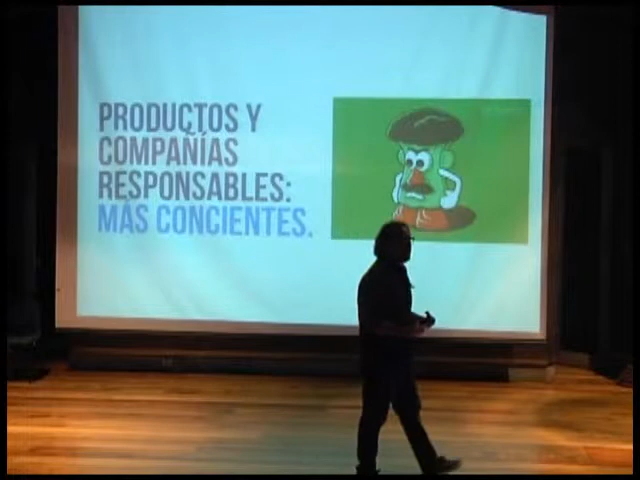 PRODUCTOS Y
COMPAÑÍAS
RESPONSABLES:
MÁS CONCIENTES.